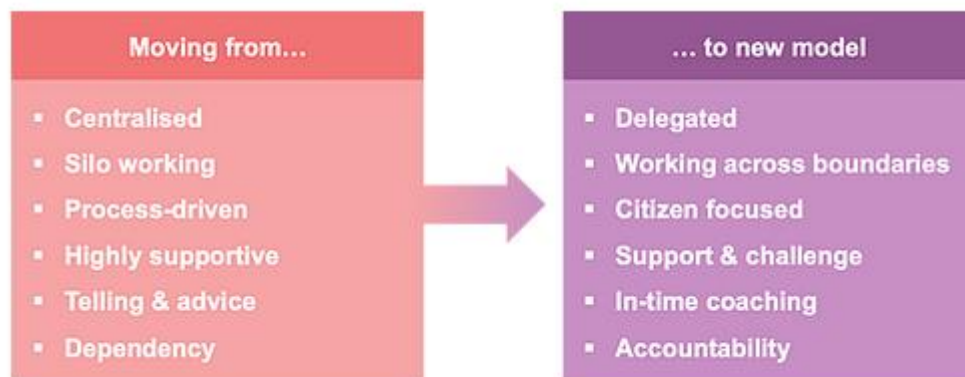 Moving from…
▪ Centralised
▪ Silo working
▪ Process-driven
▪ Highly supportive
▪ Telling & advice
▪ Dependency
… to new model
▪ Delegated
▪ Working across boundaries
▪ Citizen focused
▪ Support & challenge
▪ In-time coaching
▪ Accountability